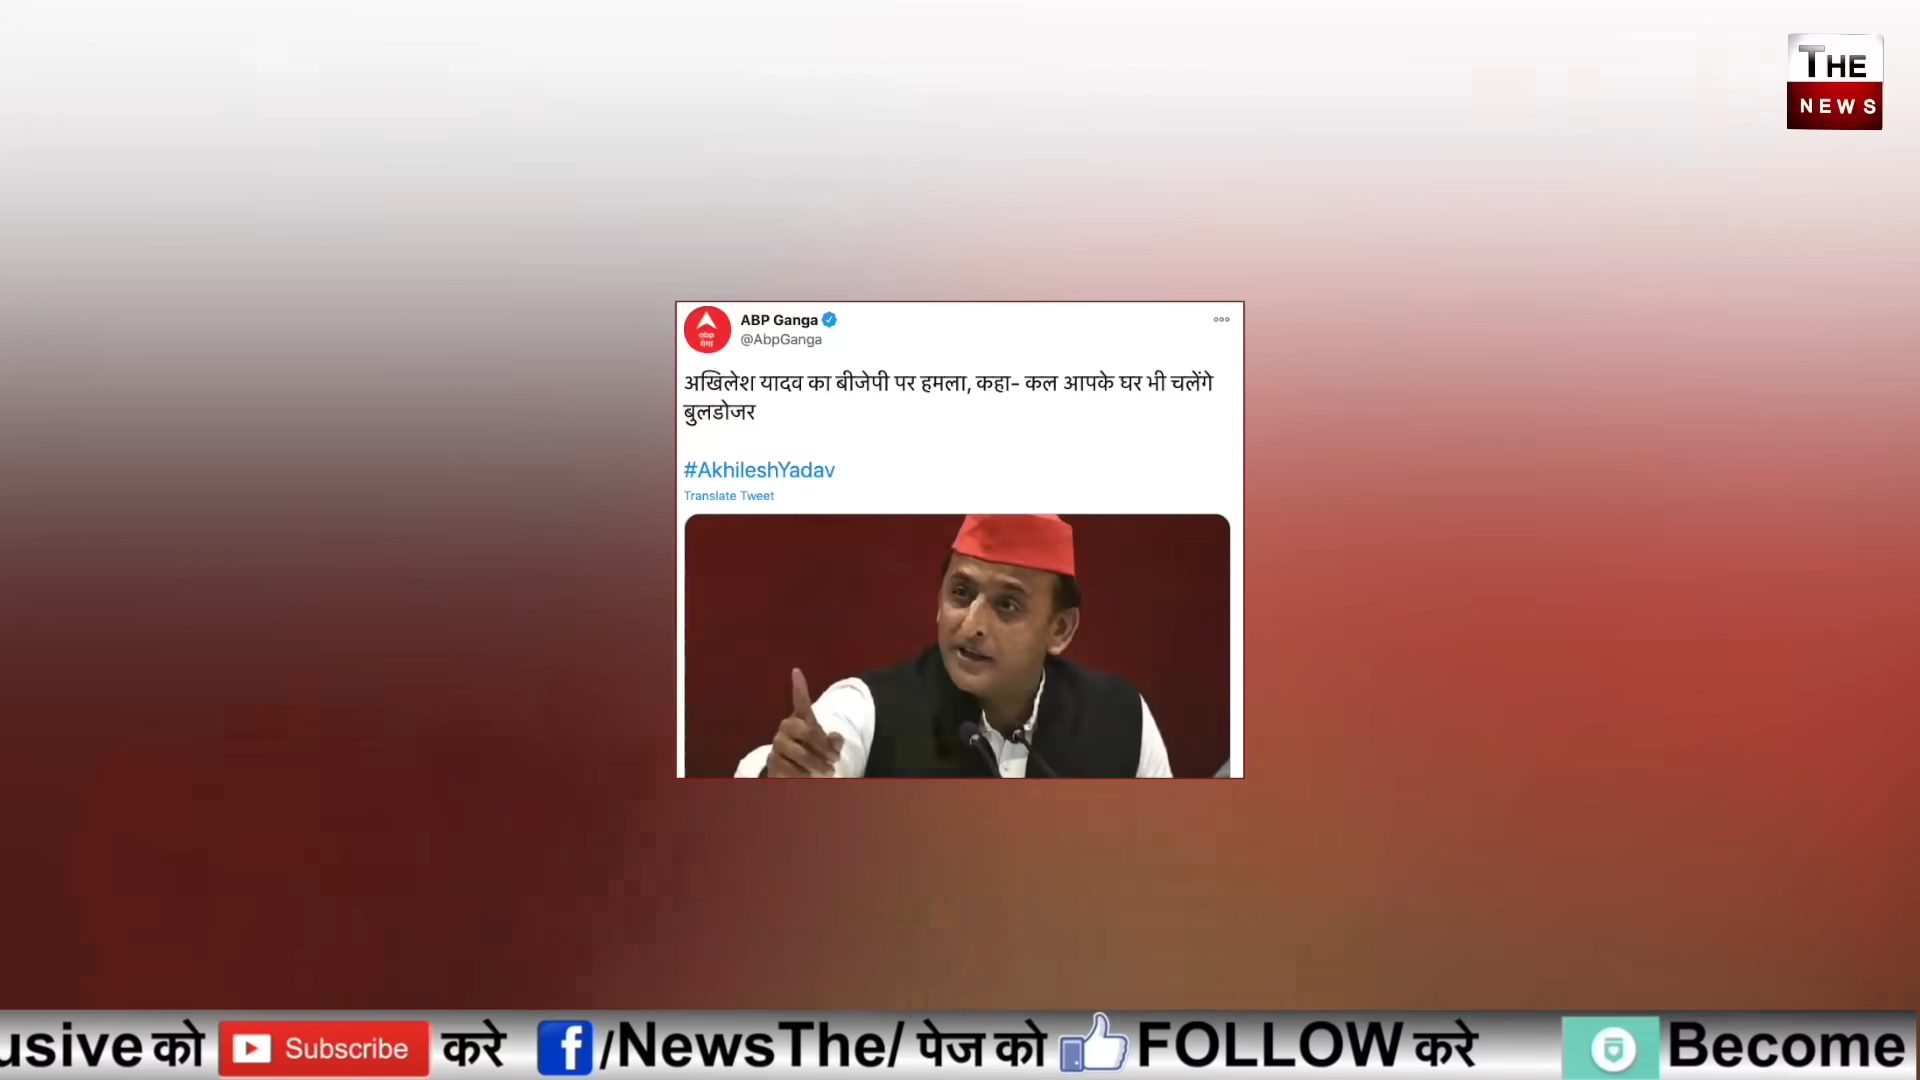 THE
NEWS
ABP Ganga
@AbpGanga
abp
गंगा
अखिलेश यादव का बीजेपी पर हमला, कहा- कल आपके घर भी चलेंगे
बुलडोजर
#AkhileshYadav
Translate Tweet
usive को Subscribe करे f/NewsThe/ पेज को FOLLOW करे Become